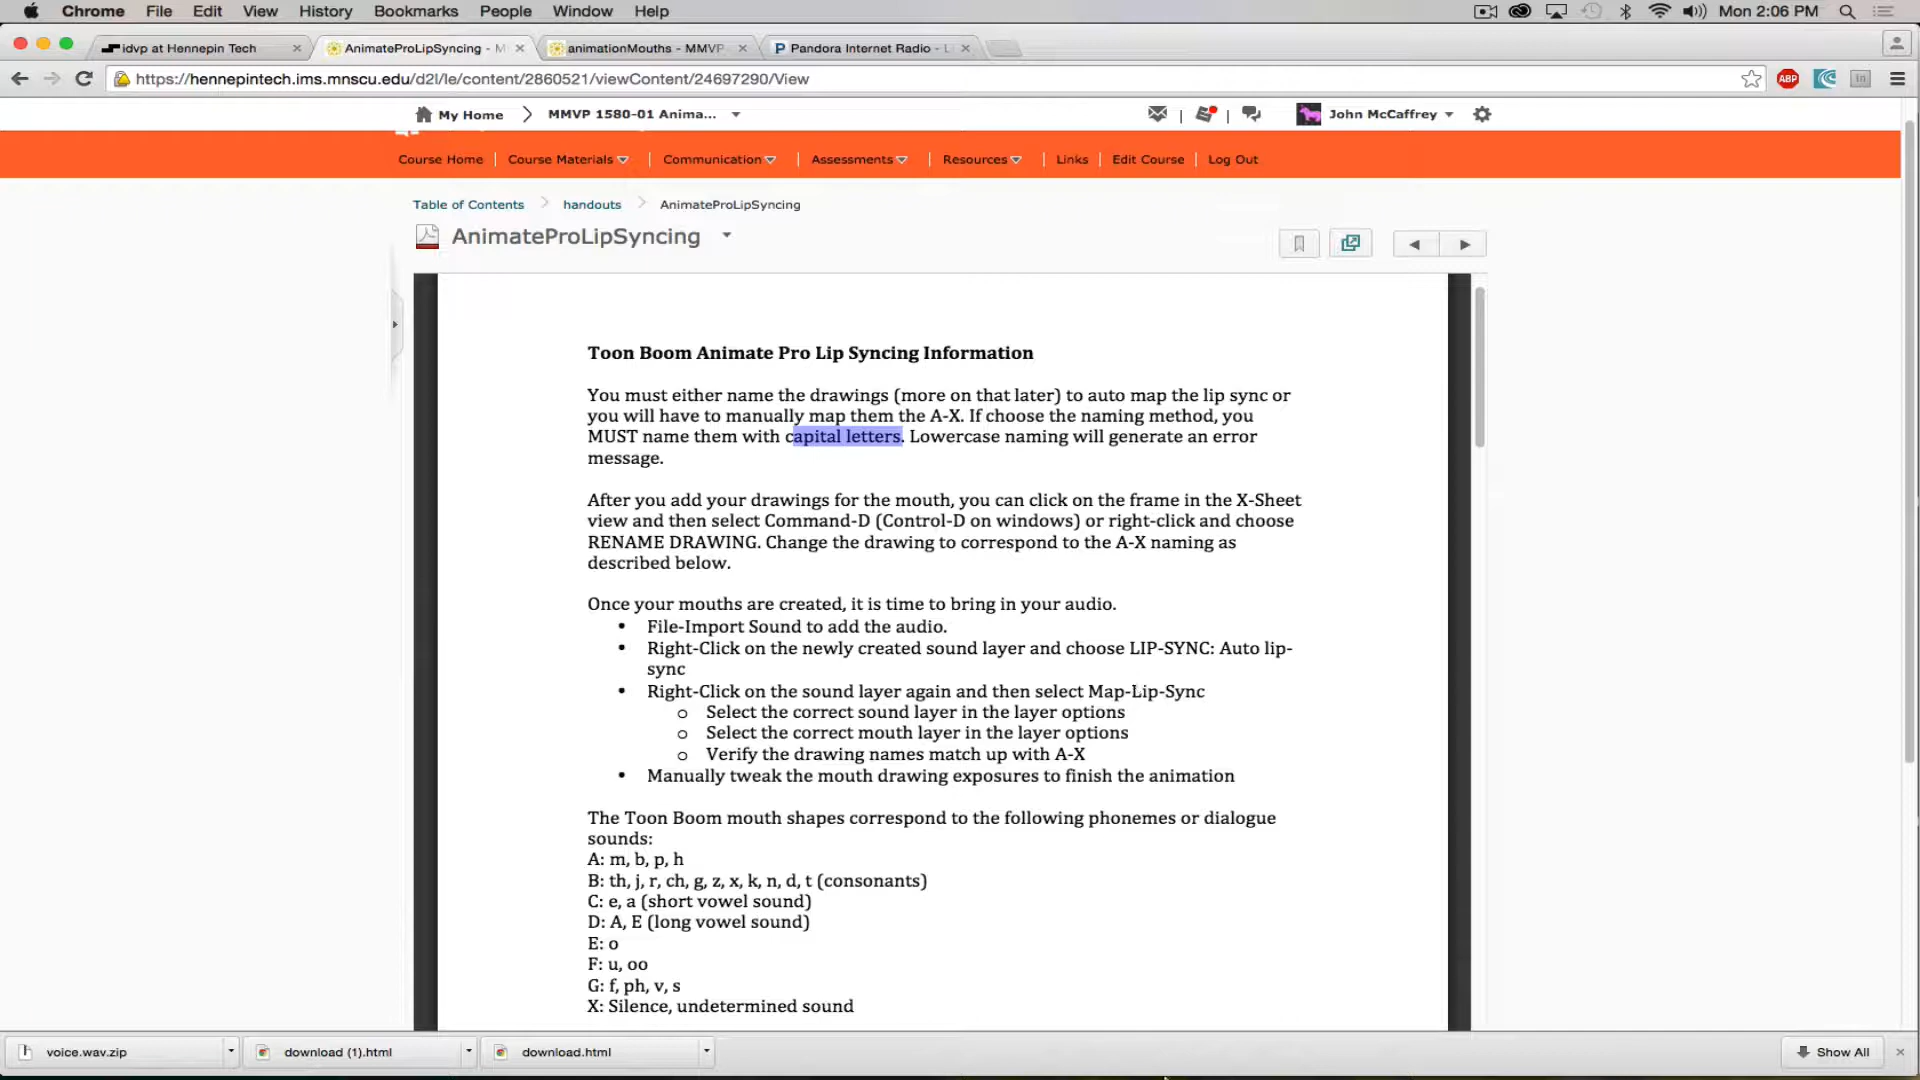 Chrome File Edit View History Bookmarks People Window Help Mon 2:06 PM
idvp at Hennepin Tech AnimateProLipSyncing - M animationMouths - MMVP Pandora Internet Radio - L
https://hennepintech.ims.mnscu.edu/d2l/le/content/2860521/viewContent/24697290/View ABP in
My Home MMVP 1580-01 Anima... John McCaffrey
Course Home Course Materials Communication Assessments Resources Links Edit Course Log Out
Table of Contents handouts AnimateProLipSyncing
AnimateProLipSyncing
Toon Boom Animate Pro Lip Syncing Information
You must either name the drawings (more on that later) to auto map the lip sync or
you will have to manually map them the A-X. If choose the naming method, you
MUST name them with capital letters. Lowercase naming will generate an error
message.
After you add your drawings for the mouth, you can click on the frame in the X-Sheet
view and then select Command-D (Control-D on windows) or right-click and choose
RENAME DRAWING. Change the drawing to correspond to the A-X naming as
described below.
Once your mouths are created, it is time to bring in your audio.
• File-Import Sound to add the audio.
• Right-Click on the newly created sound layer and choose LIP-SYNC: Auto lip-
sync
• Right-Click on the sound layer again and then select Map-Lip-Sync
o Select the correct sound layer in the layer options
o Select the correct mouth layer in the layer options
o Verify the drawing names match up with A-X
• Manually tweak the mouth drawing exposures to finish the animation
The Toon Boom mouth shapes correspond to the following phonemes or dialogue
sounds:
A: m, b, p, h
B: th, j, r, ch, g, z, x, k, n, d, t (consonants)
C: e, a (short vowel sound)
D: A, E (long vowel sound)
E: o
F: u, oo
G: f, ph, v, s
X: Silence, undetermined sound
voice.wav.zip download (1).html download.html Show All